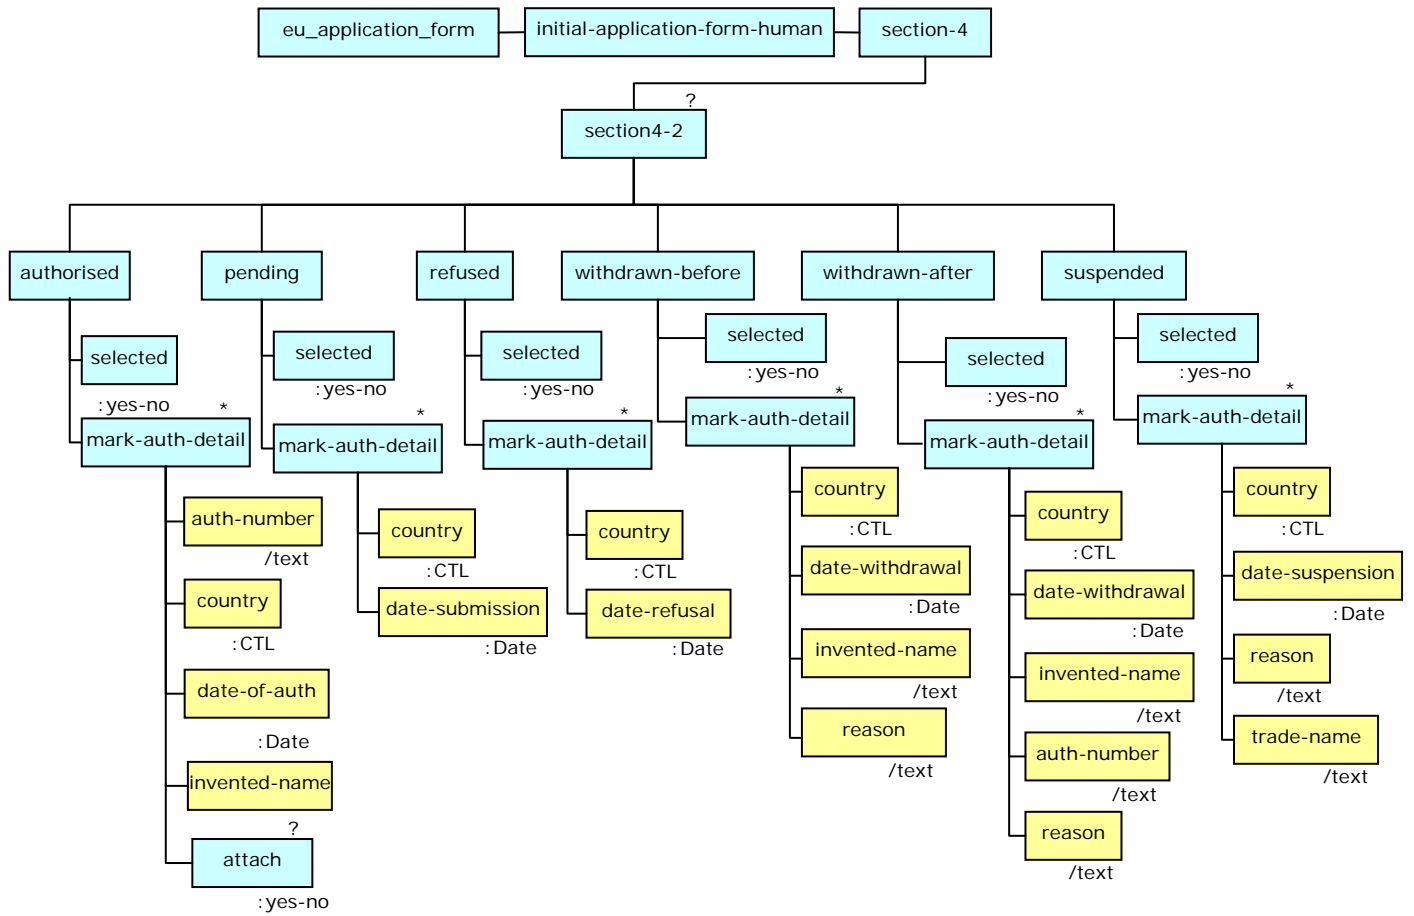 eu_application_form
initial-application-form-human
section-4
?
section4-2
authorised
pending
refused
withdrawn-before
withdrawn-after
suspended
selected
:yes-no
*
mark-auth-detail
auth-number
/text
country
:CTL
date-of-auth
:Date
invented-name
?
attach
:yes-no
selected
:yes-no
*
mark-auth-detail
country
:CTL
date-submission
:Date
selected
:yes-no
*
mark-auth-detail
country
:CTL
date-refusal
:Date
selected
:yes-no
*
mark-auth-detail
country
:CTL
date-withdrawal
:Date
invented-name
/text
reason
/text
selected
:yes-no
*
mark-auth-detail
country
:CTL
date-withdrawal
:Date
invented-name
/text
auth-number
/text
reason
/text
selected
:yes-no
*
mark-auth-detail
country
:CTL
date-suspension
:Date
reason
/text
trade-name
/text